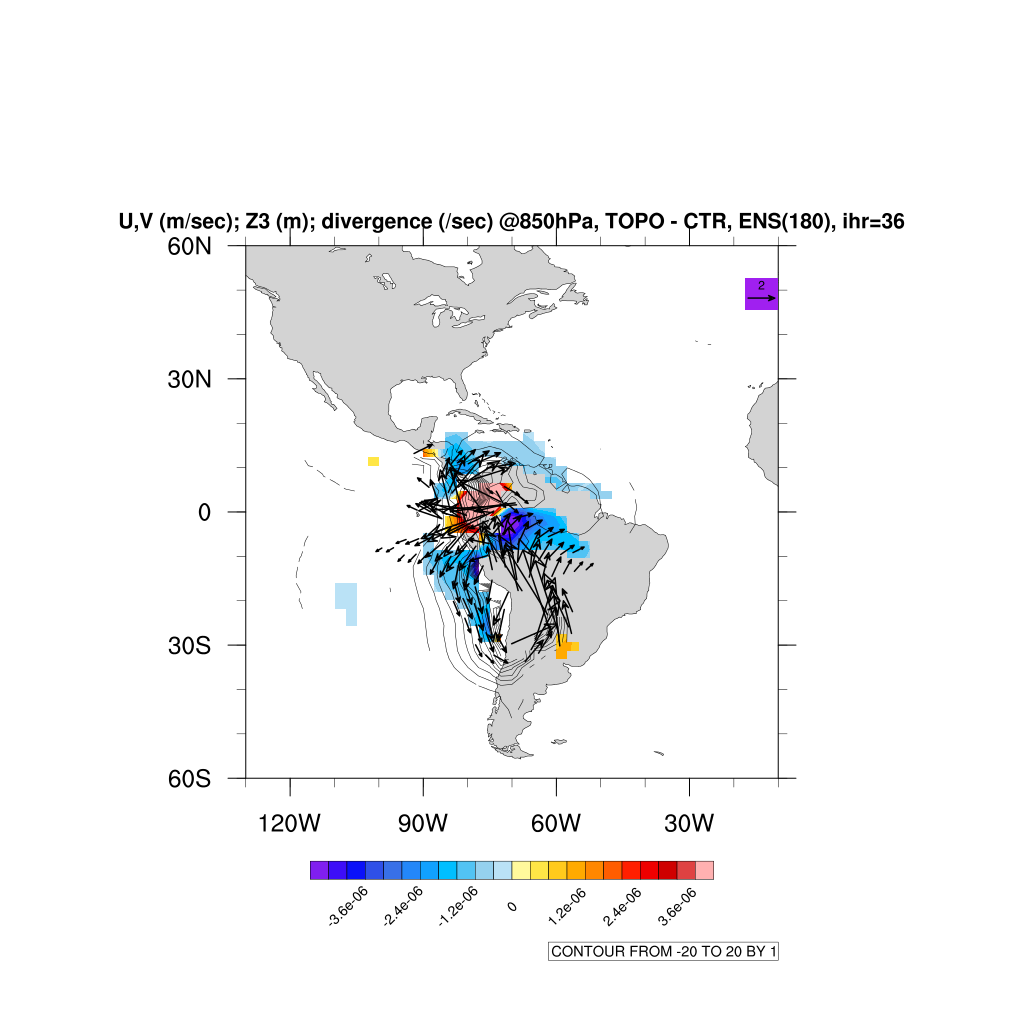 U,V (m/sec); Z3 (m); divergence (/sec) @850hPa, TOPO - CTR, ENS(180), ihr=36
60N
2
30N
0
30S
60S
120W 90W 60W 30W
-3.6e-06 -2.4e-06 -1.2e-06 0 1.2e-06 2.4e-06 3.6e-06
CONTOUR FROM -20 TO 20 BY 1